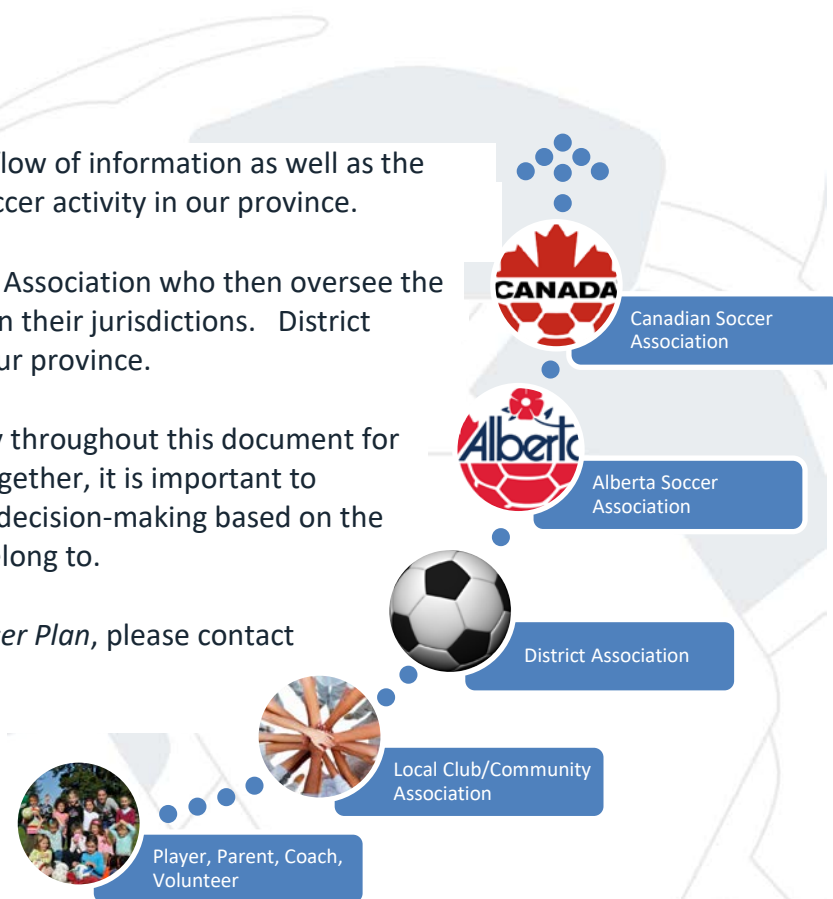 flow of information as well as the
ccer activity in our province.
Association who then oversee the
n their jurisdictions. District
ur province.
throughout this document for
gether, it is important to
decision-making based on the
elong to.
er Plan, please contact
CANADA
Canadian Soccer
Association
Alberta
Alberta Soccer
Association
District Association
Local Club/Community
Association
Player, Parent, Coach,
Volunteer